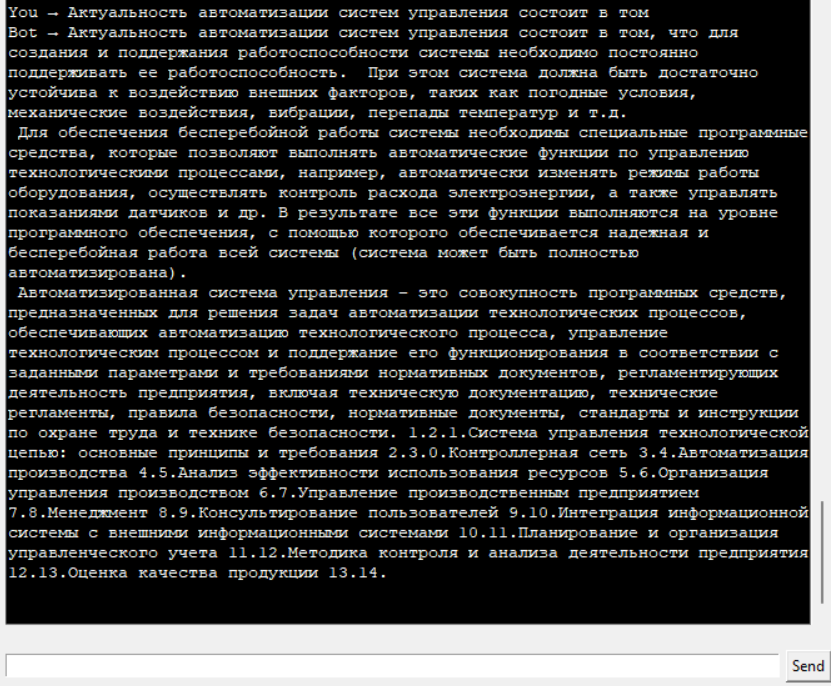 You → Актуальность автоматизации систем управления состоит в том
Bot → Актуальность автоматизации систем управления состоит в том, что для
создания и поддержания работоспособности системы необходимо постоянно
поддерживать ее работоспособность.  При этом система должна быть достаточно
устойчива к воздействию внешних факторов, таких как погодные условия,
механические воздействия, вибрации, перепады температур и т.д.
Для обеспечения бесперебойной работы системы необходимы специальные программные
средства, которые позволяют выполнять автоматические функции по управлению
технологическими процессами, например, автоматически изменять режимы работы
оборудования, осуществлять контроль расхода электроэнергии, а также управлять
показаниями датчиков и др. В результате все эти функции выполняются на уровне
программного обеспечения, с помощью которого обеспечивается надежная и
бесперебойная работа всей системы (система может быть полностью
автоматизирована).
Автоматизированная система управления – это совокупность программных средств,
предназначенных для решения задач автоматизации технологических процессов,
обеспечивающих автоматизацию технологического процесса, управление
технологическим процессом и поддержание его функционирования в соответствии с
заданными параметрами и требованиями нормативных документов, регламентирующих
деятельность предприятия, включая техническую документацию, технические
регламенты, правила безопасности, нормативные документы, стандарты и инструкции
по охране труда и технике безопасности. 1.2.1.Система управления технологической
цепью: основные принципы и требования 2.3.0.Контроллерная сеть 3.4.Автоматизация
производства 4.5.Анализ эффективности использования ресурсов 5.6.Организация
управления производством 6.7.Управление производственным предприятием
7.8.Менеджмент 8.9.Консультирование пользователей 9.10.Интеграция информационной
системы с внешними информационными системами 10.11.Планирование и организация
управленческого учета 11.12.Методика контроля и анализа деятельности предприятия
12.13.Оценка качества продукции 13.14.
Send